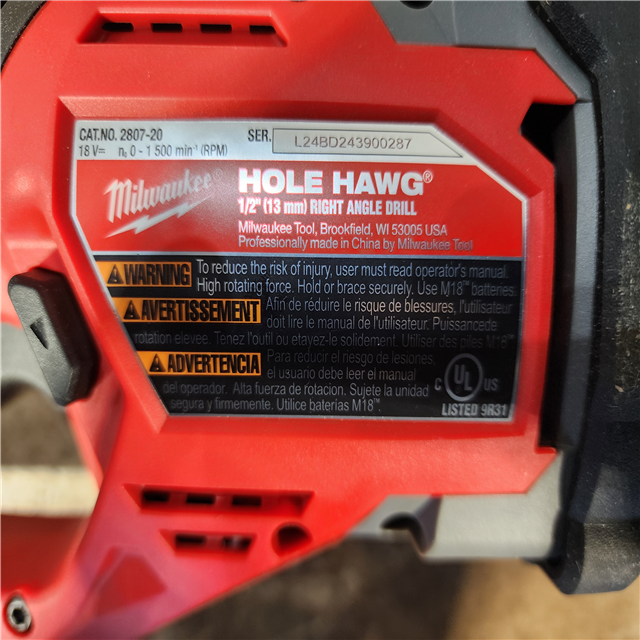 CAT.NO. 2807-20
SER. L24BD243900287
18 V⎓ n₀ 0 - 1 500 min⁻¹ (RPM)
Milwaukee®
HOLE HAWG®
1/2" (13 mm) RIGHT ANGLE DRILL
Milwaukee Tool, Brookfield, WI 53005 USA
Professionally made in China by Milwaukee Tool
WARNING To reduce the risk of injury, user must read operator's manual.
High rotating force. Hold or brace securely. Use M18™ batteries.
AVERTISSEMENT Afin de réduire le risque de blessures, l'utilisateur
doit lire le manuel de l'utilisateur. Puissancede
rotation élevée. Tenez l'outil ou etayez-le solidement. Utiliser des piles M18™
ADVERTENCIA Para reducir el riesgo de lesiones,
el usuario debe leer el manual
del operador. Alta fuerza de rotacion. Sujete la unidad
segura y firmemente. Utilice baterías M18™.
C UL US
LISTED 9R31